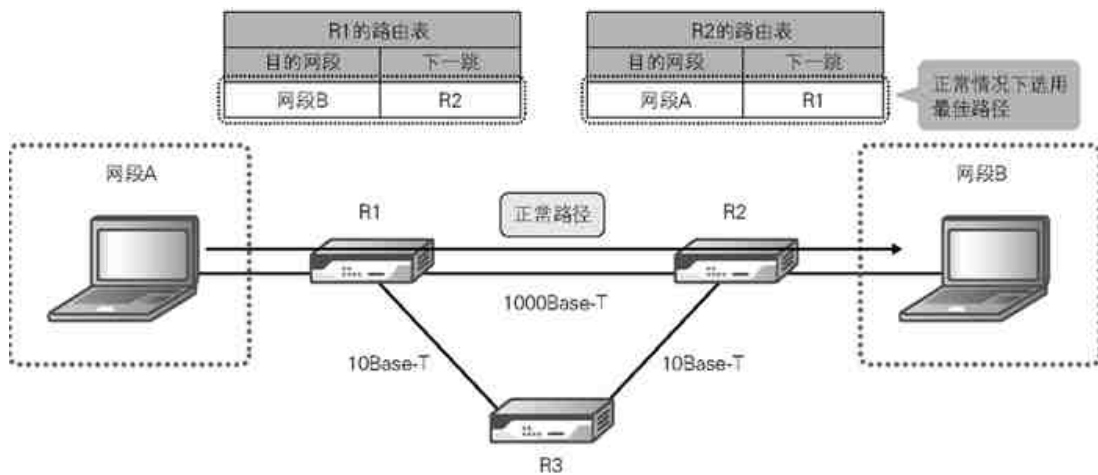 R1的路由表
目的网段 下一跳
网段B R2
R2的路由表
目的网段 下一跳
网段A R1
正常情况下选用
最佳路径
网段A
网段B
R1
正常路径
R2
1000Base-T
10Base-T
10Base-T
R3